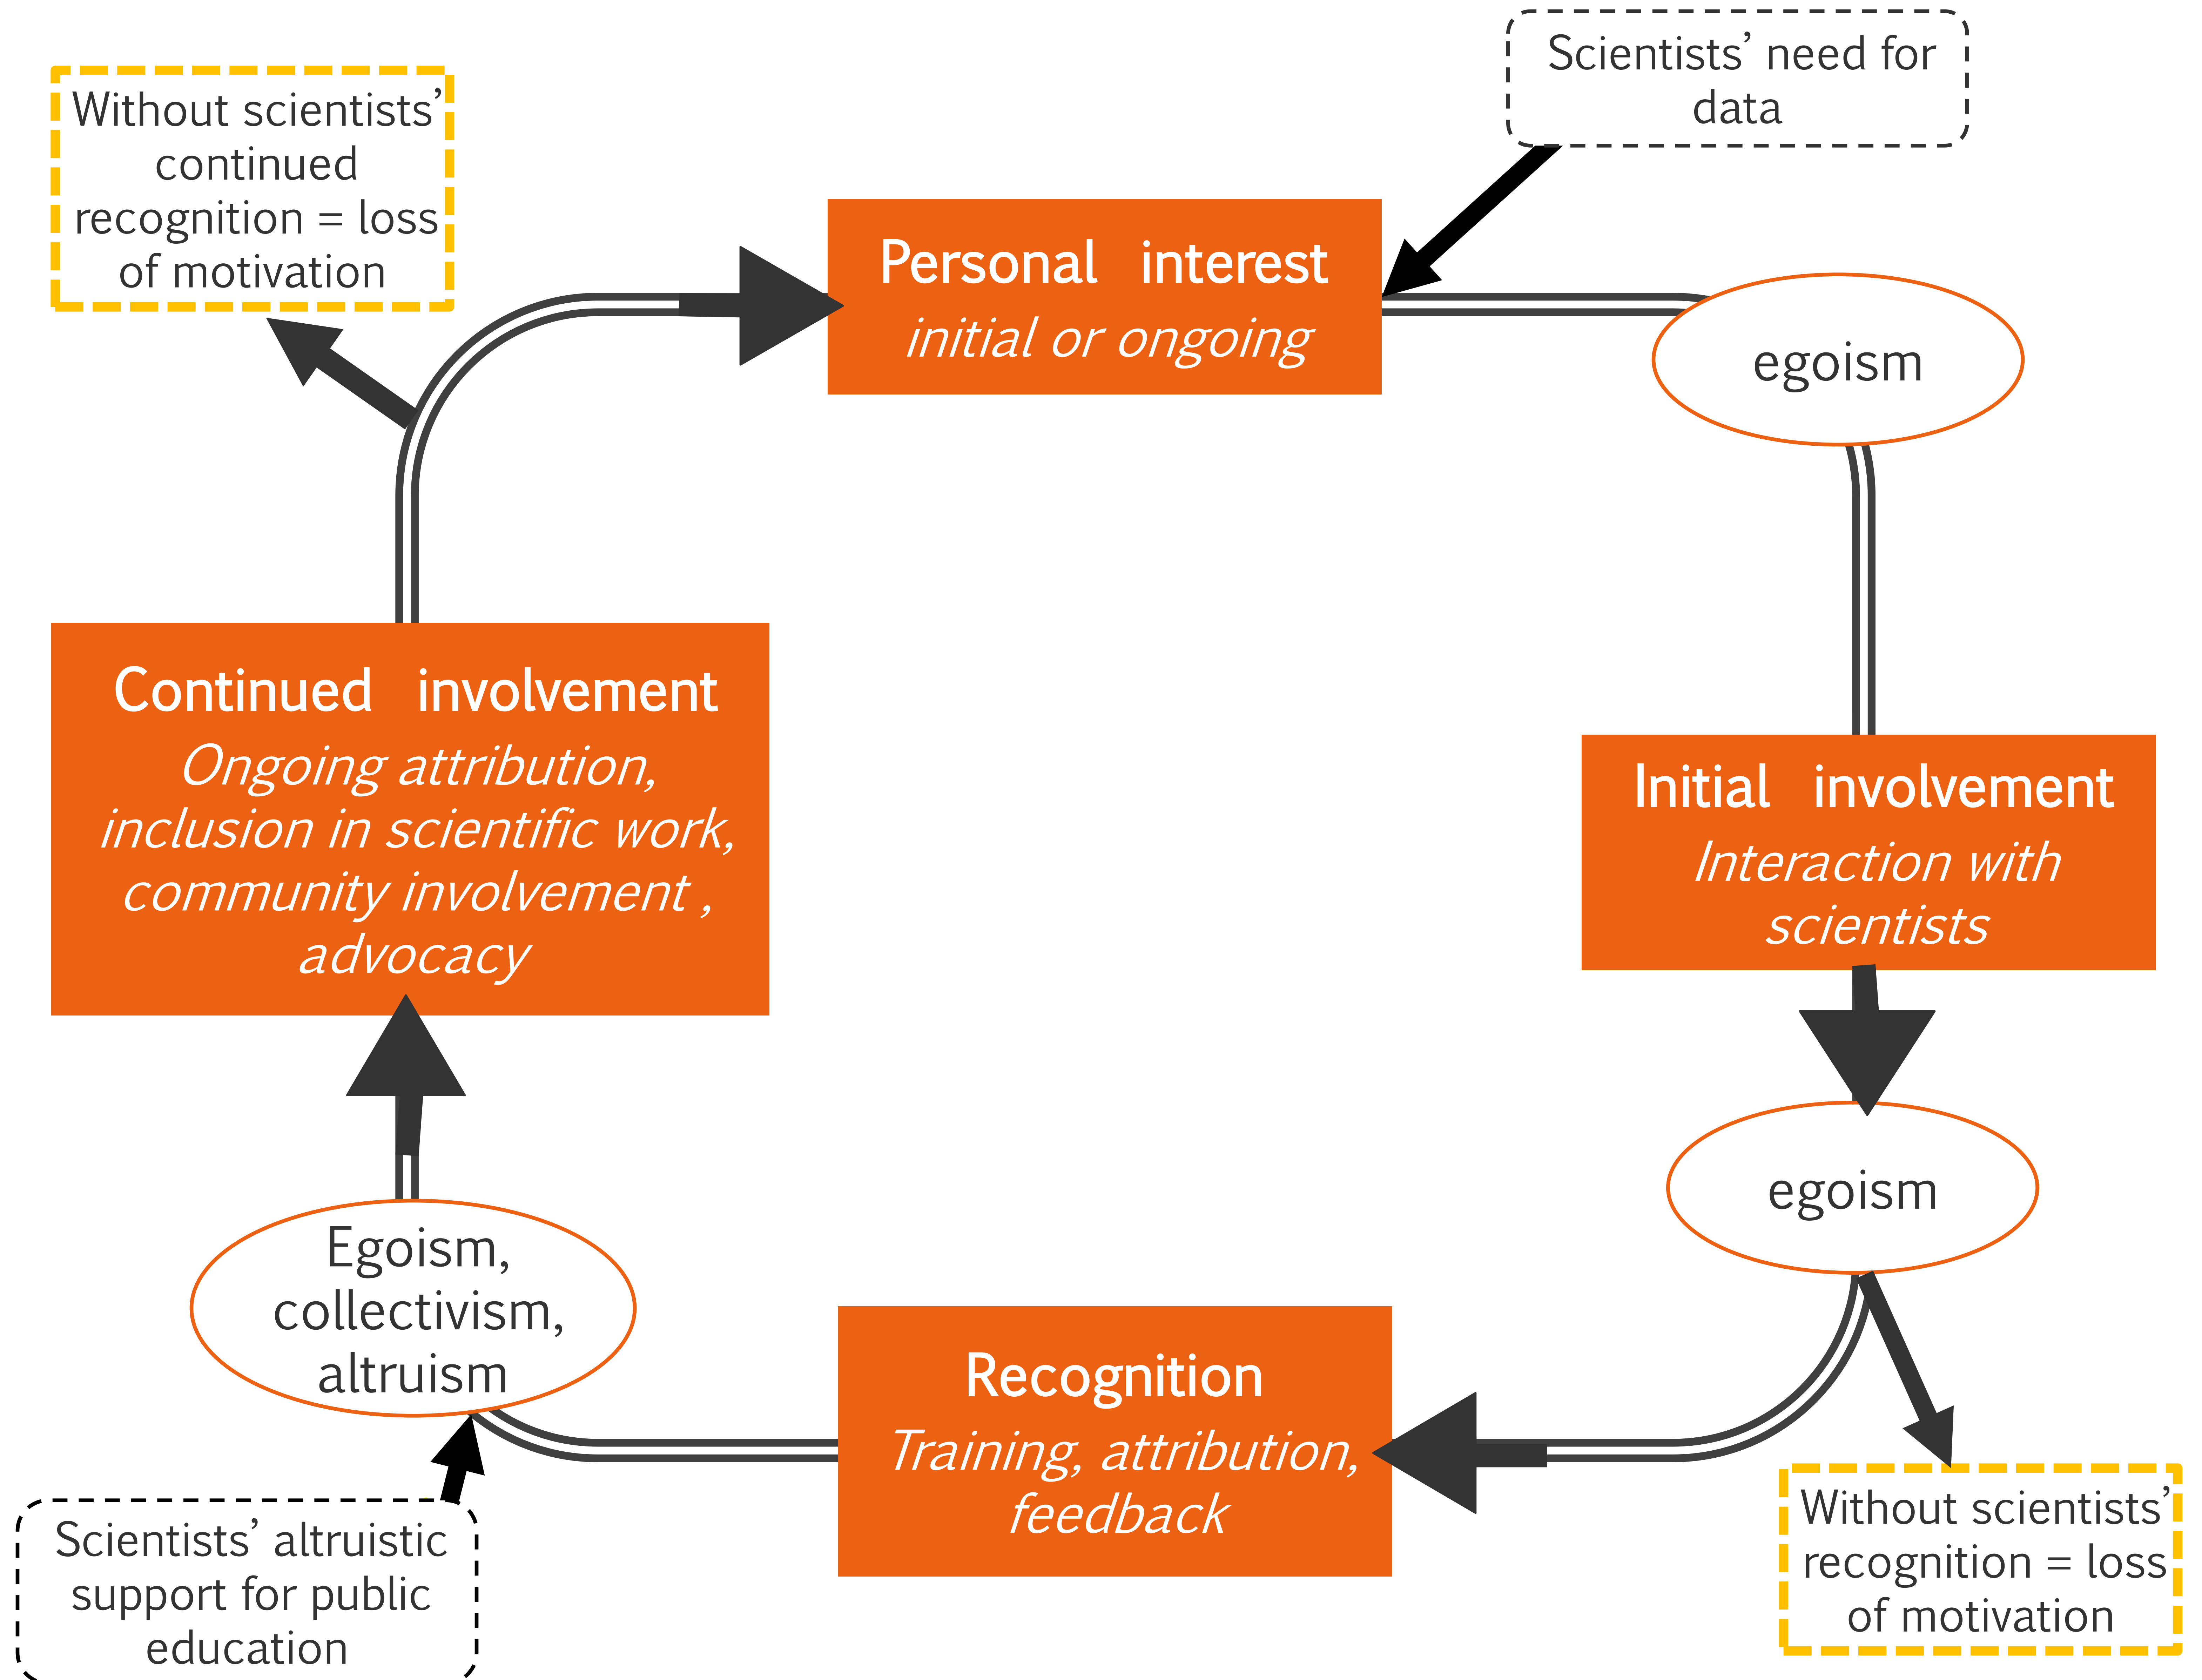 Scientists’ need for
data
Without scientists’
continued
recognition = loss
of motivation
Personal interest
initial or ongoing
egoism
Continued involvement
Ongoing attribution,
inclusion in scientific work,
community involvement ,
advocacy
Initial involvement
Interaction with
scientists
egoism
Egoism,
collectivism,
altruism
Recognition
Training, attribution,
feedback
Scientists’ altruistic
support for public
education
Without scientists’
recognition = loss
of motivation